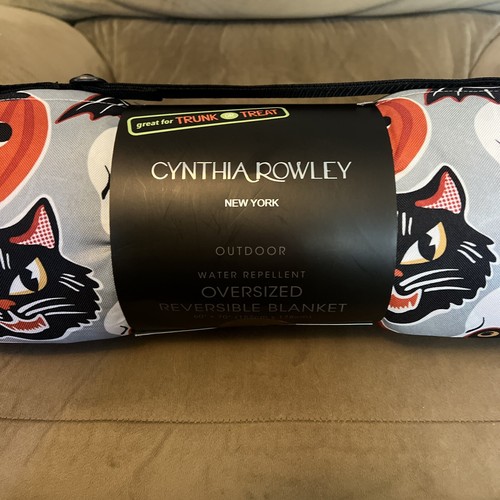 great for TRUNK TREAT
CYNTHIA ROWLEY
NEW YORK
OUTDOOR
WATER REPELLENT
OVERSIZED
REVERSIBLE BLANKET